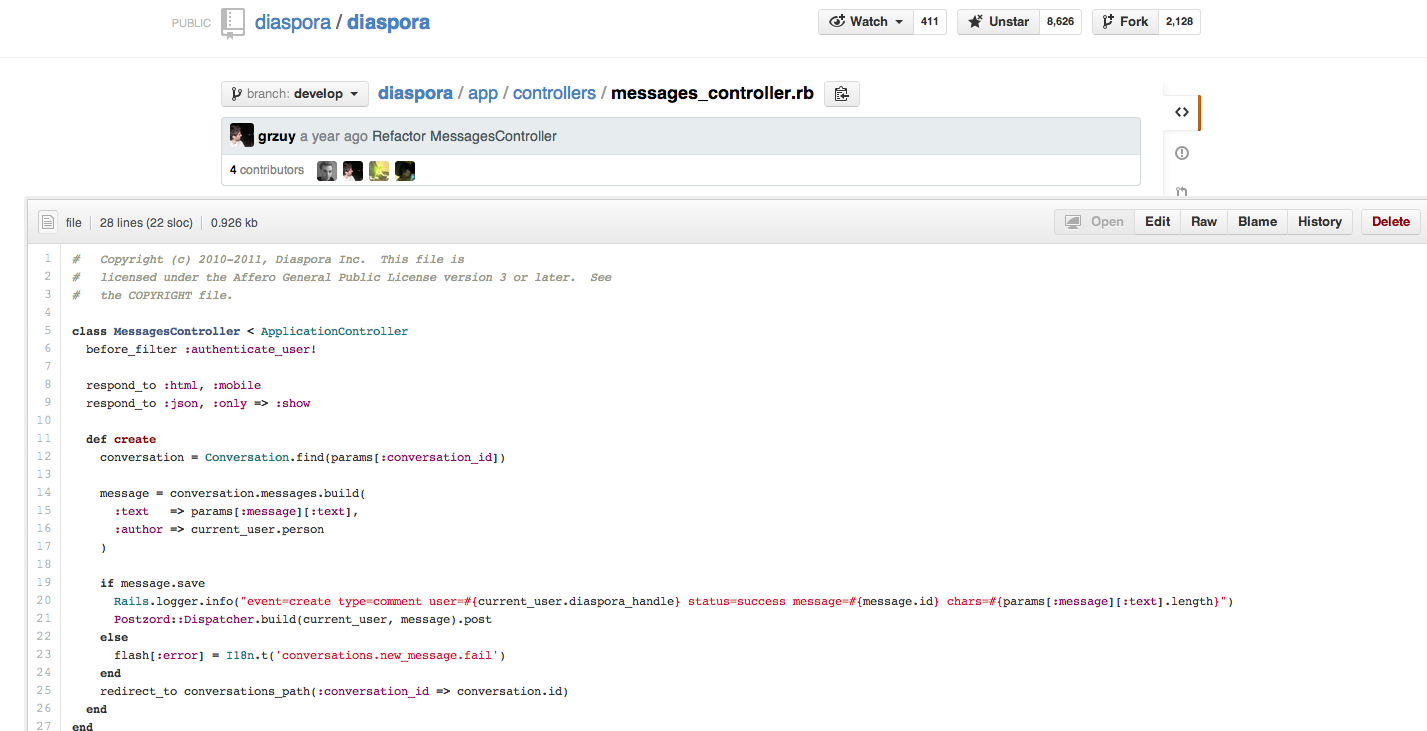 PUBLIC diaspora / diaspora Watch 411 Unstar 8,626 Fork 2,128
branch: develop diaspora / app / controllers / messages_controller.rb
grzuy a year ago Refactor MessagesController
4 contributors
file 28 lines (22 sloc) 0.926 kb Open Edit Raw Blame History Delete
1 #   Copyright (c) 2010-2011, Diaspora Inc.  This file is
2 #   licensed under the Affero General Public License version 3 or later.  See
3 #   the COPYRIGHT file.
4
5 class MessagesController < ApplicationController
6   before_filter :authenticate_user!
7
8   respond_to :html, :mobile
9   respond_to :json, :only => :show
10
11   def create
12     conversation = Conversation.find(params[:conversation_id])
13
14     message = conversation.messages.build(
15       :text   => params[:message][:text],
16       :author => current_user.person
17     )
18
19     if message.save
20       Rails.logger.info("event=create type=comment user=#{current_user.diaspora_handle} status=success message=#{message.id} chars=#{params[:message][:text].length}")
21       Postzord::Dispatcher.build(current_user, message).post
22     else
23       flash[:error] = I18n.t('conversations.new_message.fail')
24     end
25     redirect_to conversations_path(:conversation_id => conversation.id)
26   end
27 end